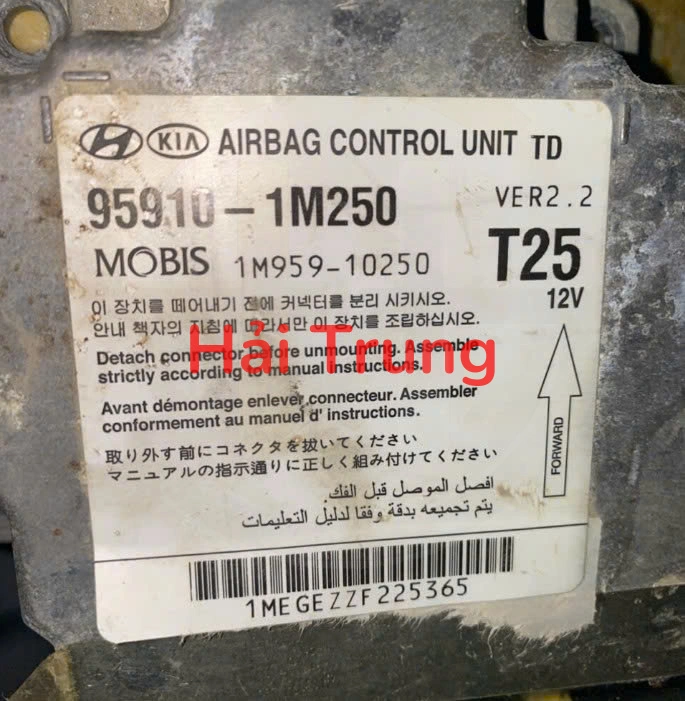 KIA AIRBAG CONTROL UNIT TD
95910-1M250 VER2.2
MOBIS 1M959-10250 T25
12V
이 장치를 떼어내기 전에 커넥터를 분리 시키시오.
안내 책자의 지침에 따라서만 이 장치를 조립하십시오.
Hải Trung
Detach connector before unmounting. Assemble
strictly according to manual instructions.
Avant démontage enlever connecteur. Assembler
conformement au manuel d' instructions.
FORWARD
取り外す前にコネクタを抜いてください
マニュアルの指示通りに正しく組み付けてください
افصل الموصل قبل الفك.
يتم تجميعه بدقة وفقا لدليل التعليمات
1MEGEZZF225365